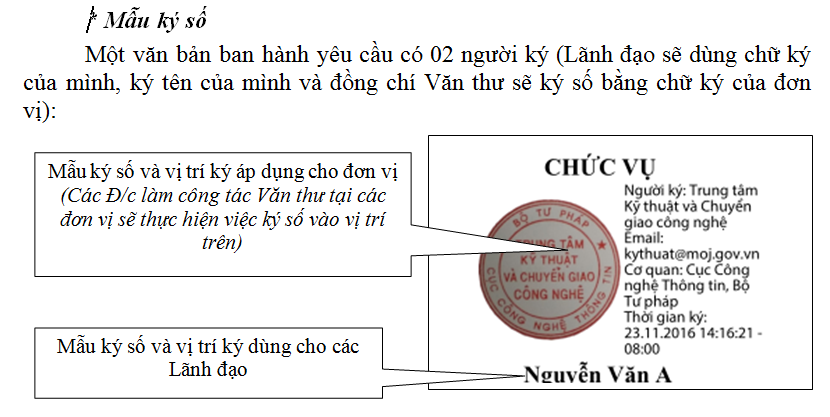 * Mẫu ký số
Một văn bản ban hành yêu cầu có 02 người ký (Lãnh đạo sẽ dùng chữ ký
của mình, ký tên của mình và đồng chí Văn thư sẽ ký số bằng chữ ký của đơn
vị):
Mẫu ký số và vị trí ký áp dụng cho đơn vị
(Các Đ/c làm công tác Văn thư tại các
đơn vị sẽ thực hiện việc ký số vào vị trí
trên)
Mẫu ký số và vị trí ký dùng cho các
Lãnh đạo
CHỨC VỤ
BỘ TƯ PHÁP
TRUNG TÂM
KỸ THUẬT
VÀ CHUYỂN GIAO
CÔNG NGHỆ
CỤC CÔNG NGHỆ THÔNG TIN
Người ký: Trung tâm
Kỹ thuật và Chuyển
giao công nghệ
Email:
kythuat@moj.gov.vn
Cơ quan: Cục Công
nghệ Thông tin, Bộ
Tư pháp
Thời gian ký:
23.11.2016 14:16:21 -
08:00
Nguyễn Văn A